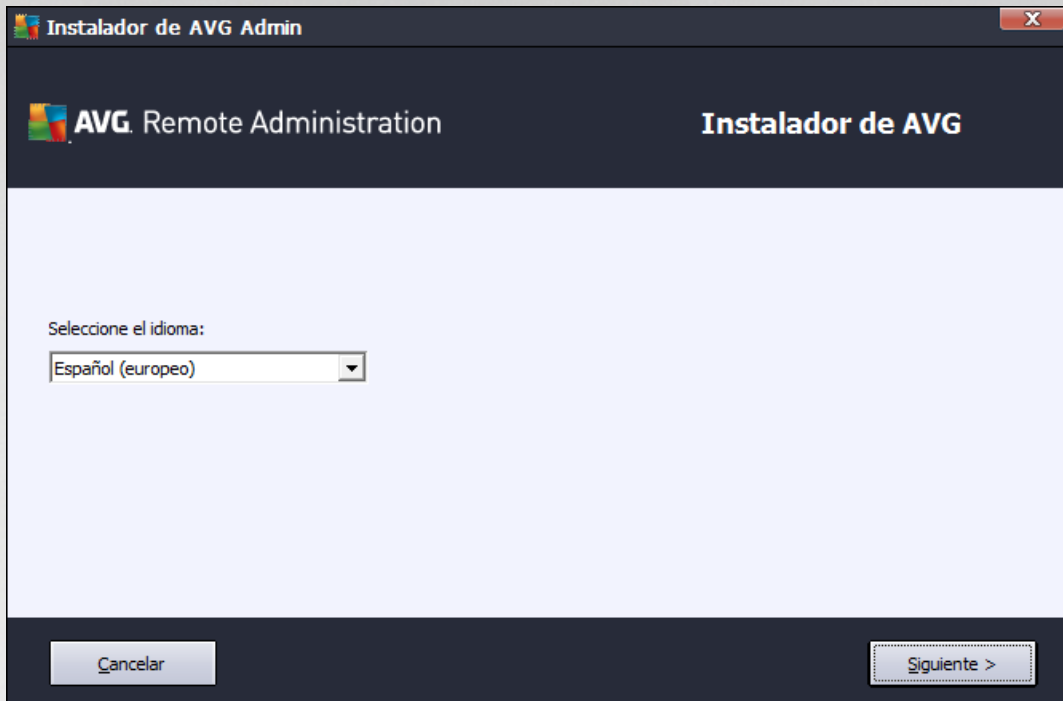 Instalador de AVG Admin
AVG. Remote Administration
Instalador de AVG
Seleccione el idioma:
Español (europeo)
Cancelar
Siguiente >